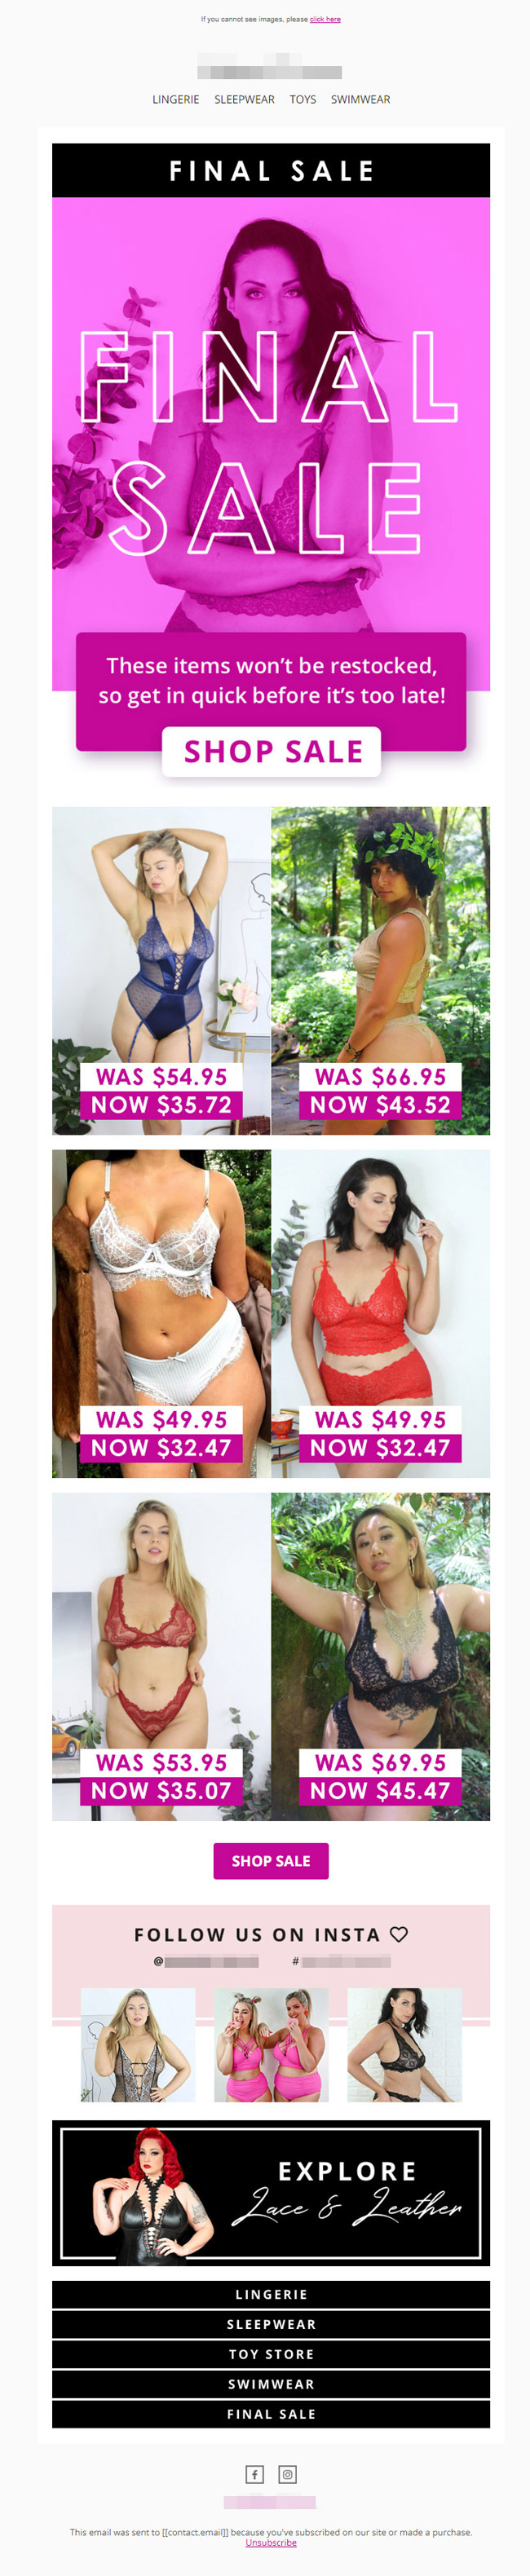 If you cannot see images, please click here
LINGERIE SLEEPWEAR TOYS SWIMWEAR
FINAL SALE
FINAL
SALE
These items won't be restocked,
so get in quick before it's too late!
SHOP SALE
WAS $54.95
NOW $35.72
WAS $66.95
NOW $43.52
WAS $49.95
NOW $32.47
WAS $49.95
NOW $32.47
WAS $53.95
NOW $35.07
WAS $69.95
NOW $45.47
SHOP SALE
FOLLOW US ON INSTA
@ #
EXPLORE
Lace & Leather
LINGERIE
SLEEPWEAR
TOY STORE
SWIMWEAR
FINAL SALE
This email was sent to [[contact.email]] because you've subscribed on our site or made a purchase.
Unsubscribe